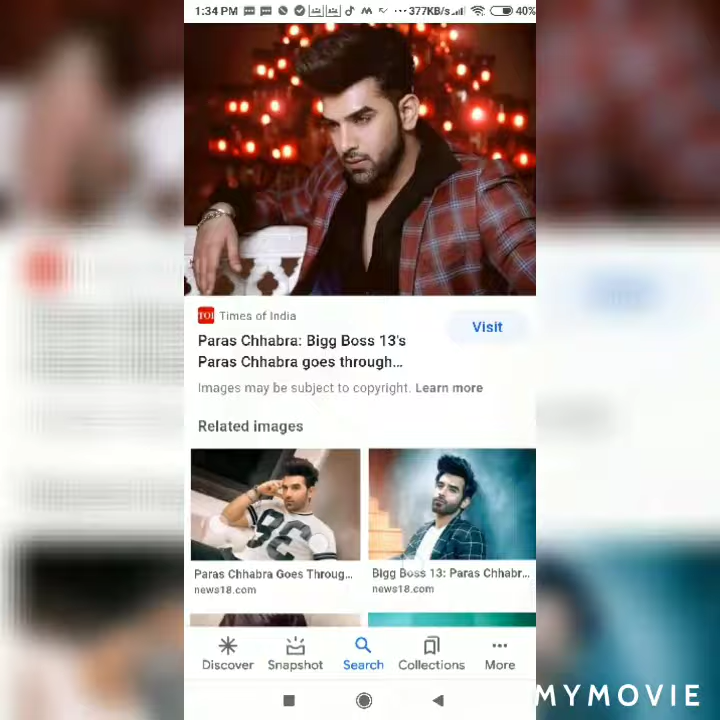 1:34 PM
377KB/s
40%
TOI Times of India
Visit
Paras Chhabra: Bigg Boss 13's
Paras Chhabra goes through...
Images may be subject to copyright. Learn more
Related images
98
Paras Chhabra Goes Throug...
news18.com
Bigg Boss 13: Paras Chhabr...
news18.com
Discover
Snapshot
Search
Collections
More
MYMOVIE